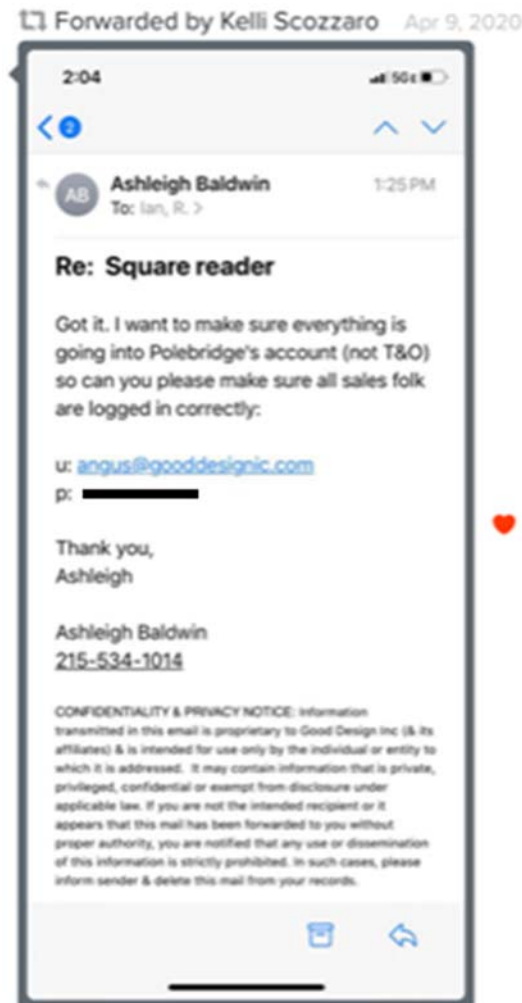 Forwarded by Kelli Scozzaro Apr 9, 2020
2:04 5GE
2
AB Ashleigh Baldwin 1:25 PM
To: Ian, R. >
Re: Square reader
Got it. I want to make sure everything is
going into Polebridge's account (not T&O)
so can you please make sure all sales folk
are logged in correctly:
u: angus@gooddesignic.com
p:
Thank you,
Ashleigh
Ashleigh Baldwin
215-534-1014
CONFIDENTIALITY & PRIVACY NOTICE: Information
transmitted in this email is proprietary to Good Design Inc (& its
affiliates) & is intended for use only by the individual or entity to
which it is addressed. It may contain information that is private,
privileged, confidential or exempt from disclosure under
applicable law. If you are not the intended recipient or it
appears that this mail has been forwarded to you without
proper authority, you are notified that any use or dissemination
of this information is strictly prohibited. In such cases, please
inform sender & delete this mail from your records.